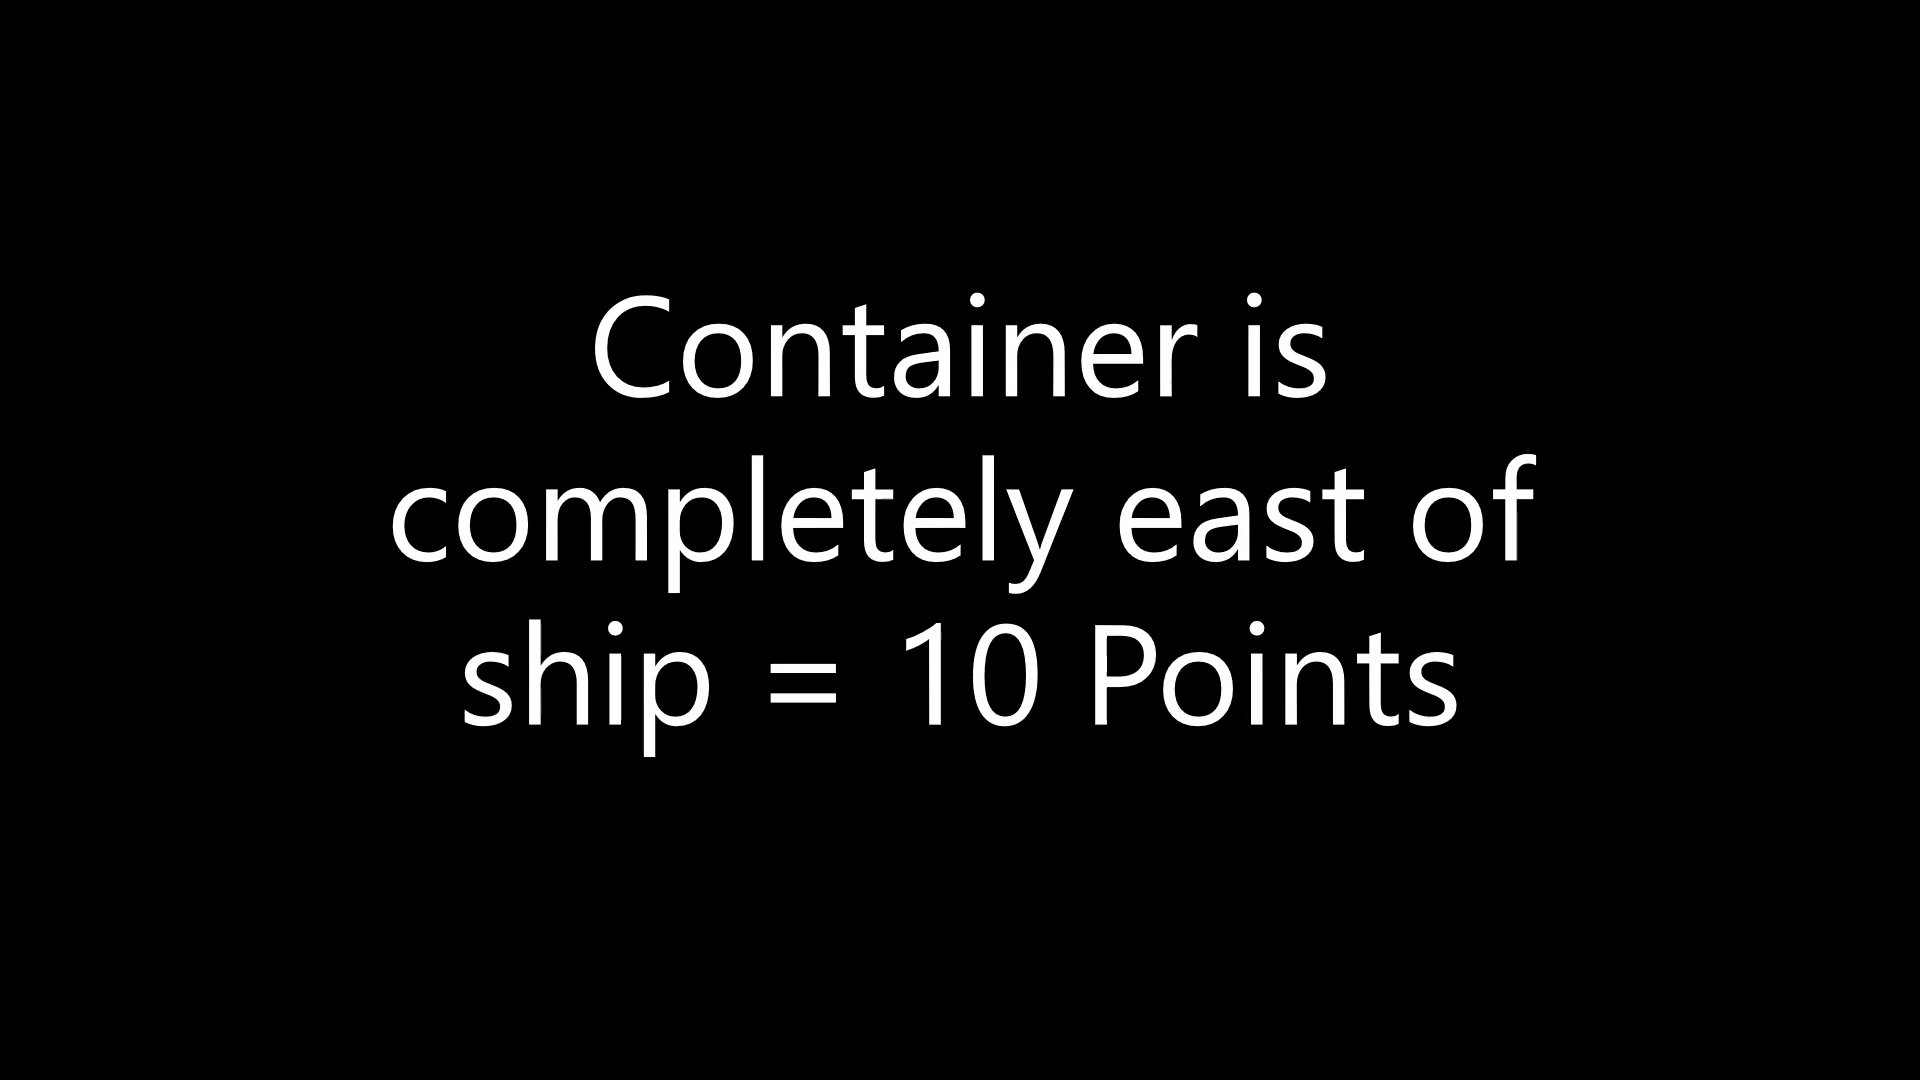 Container is
completely east of
ship = 10 Points